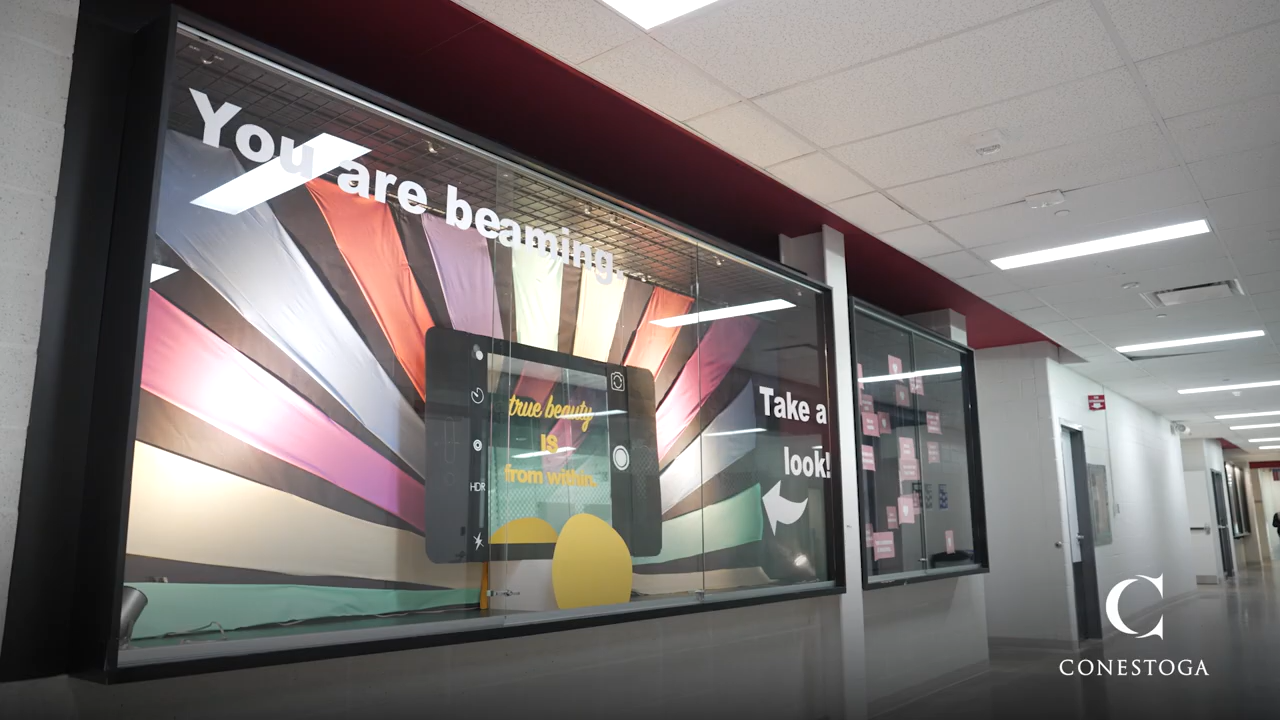 You are beaming.
true beauty
is
from within..
HDR
Take a
look!
CONESTOGA